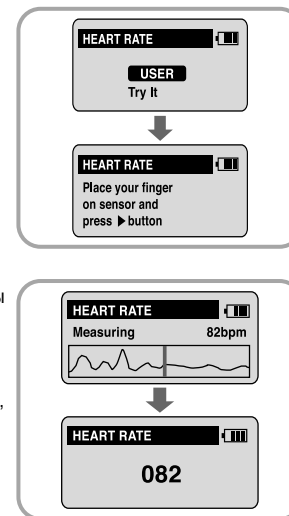 HEART RATE
USER
Try It
HEART RATE
Place your finger
on sensor and
press ▶ button
HEART RATE
Measuring 82bpm
HEART RATE
082